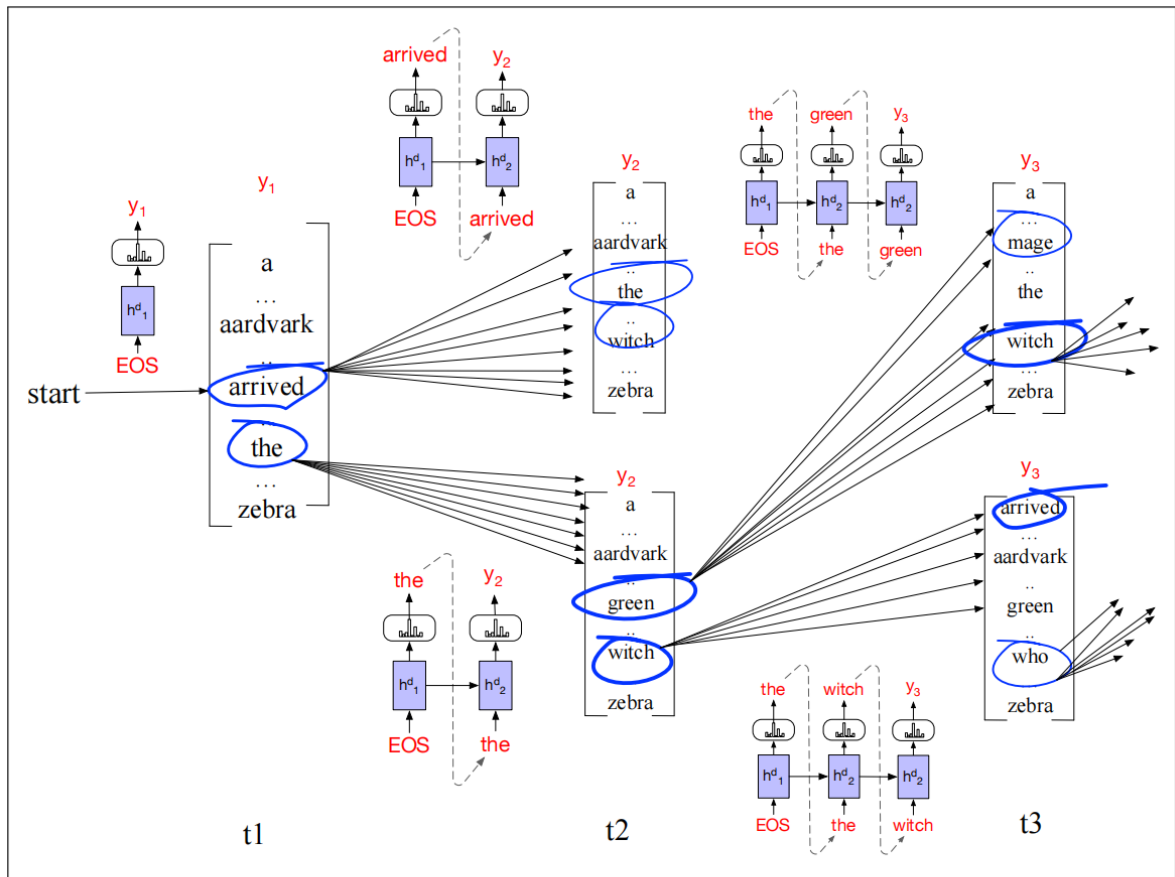 y1
EOS
hd1
start
y1
a
...
aardvark
..
arrived
..
the
...
zebra
arrived
y2
hd1
hd2
EOS
arrived
y2
a
...
aardvark
..
the
..
witch
...
zebra
the
y2
hd1
hd2
EOS
the
y2
a
...
aardvark
..
green
..
witch
...
zebra
the
green
y3
hd1
hd2
hd2
EOS
the
green
y3
a
...
mage
..
the
..
witch
...
zebra
the
witch
y3
hd1
hd2
hd2
EOS
the
witch
y3
arrived
...
aardvark
..
green
..
who
...
zebra
t1
t2
t3